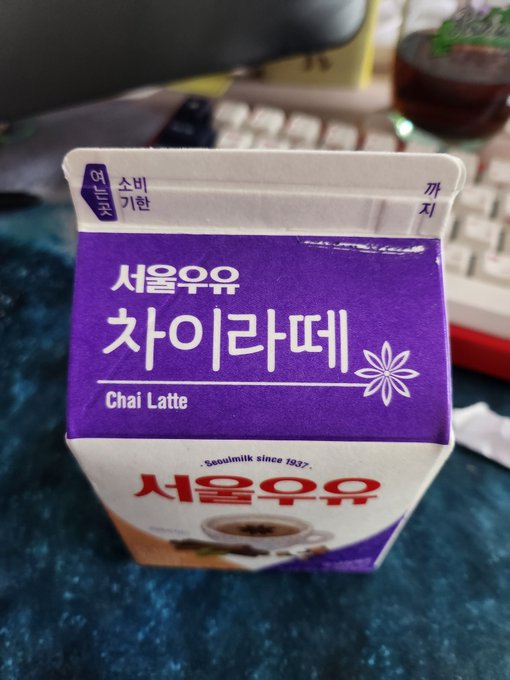 여는곳
소비
기한
까
지
서울우유
차이라떼
Chai Latte
· Seoulmilk since 1937 ·
서울우유